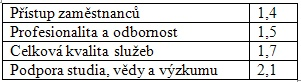 Přístup zaměstnanců 1,4
Profesionalita a odbornost 1,5
Celková kvalita služeb 1,7
Podpora studia, vědy a výzkumu 2,1